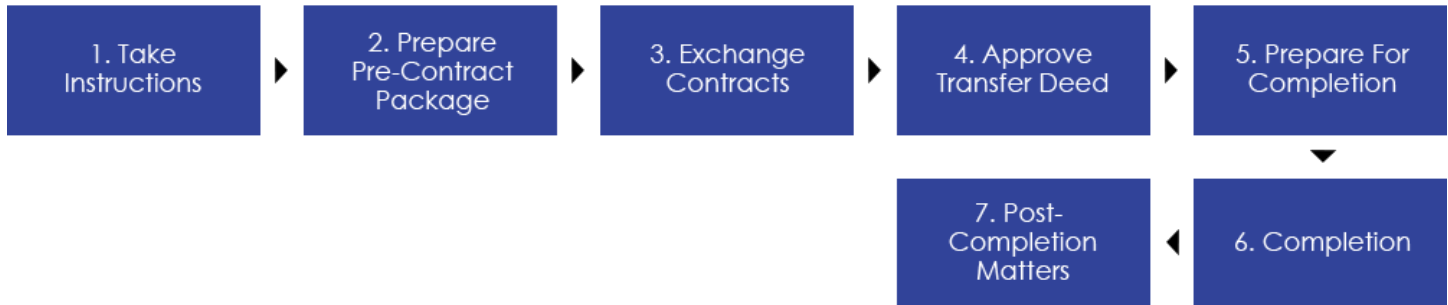 1. Take
Instructions
2. Prepare
Pre-Contract
Package
3. Exchange
Contracts
4. Approve
Transfer Deed
5. Prepare For
Completion
6. Completion
7. Post-
Completion
Matters